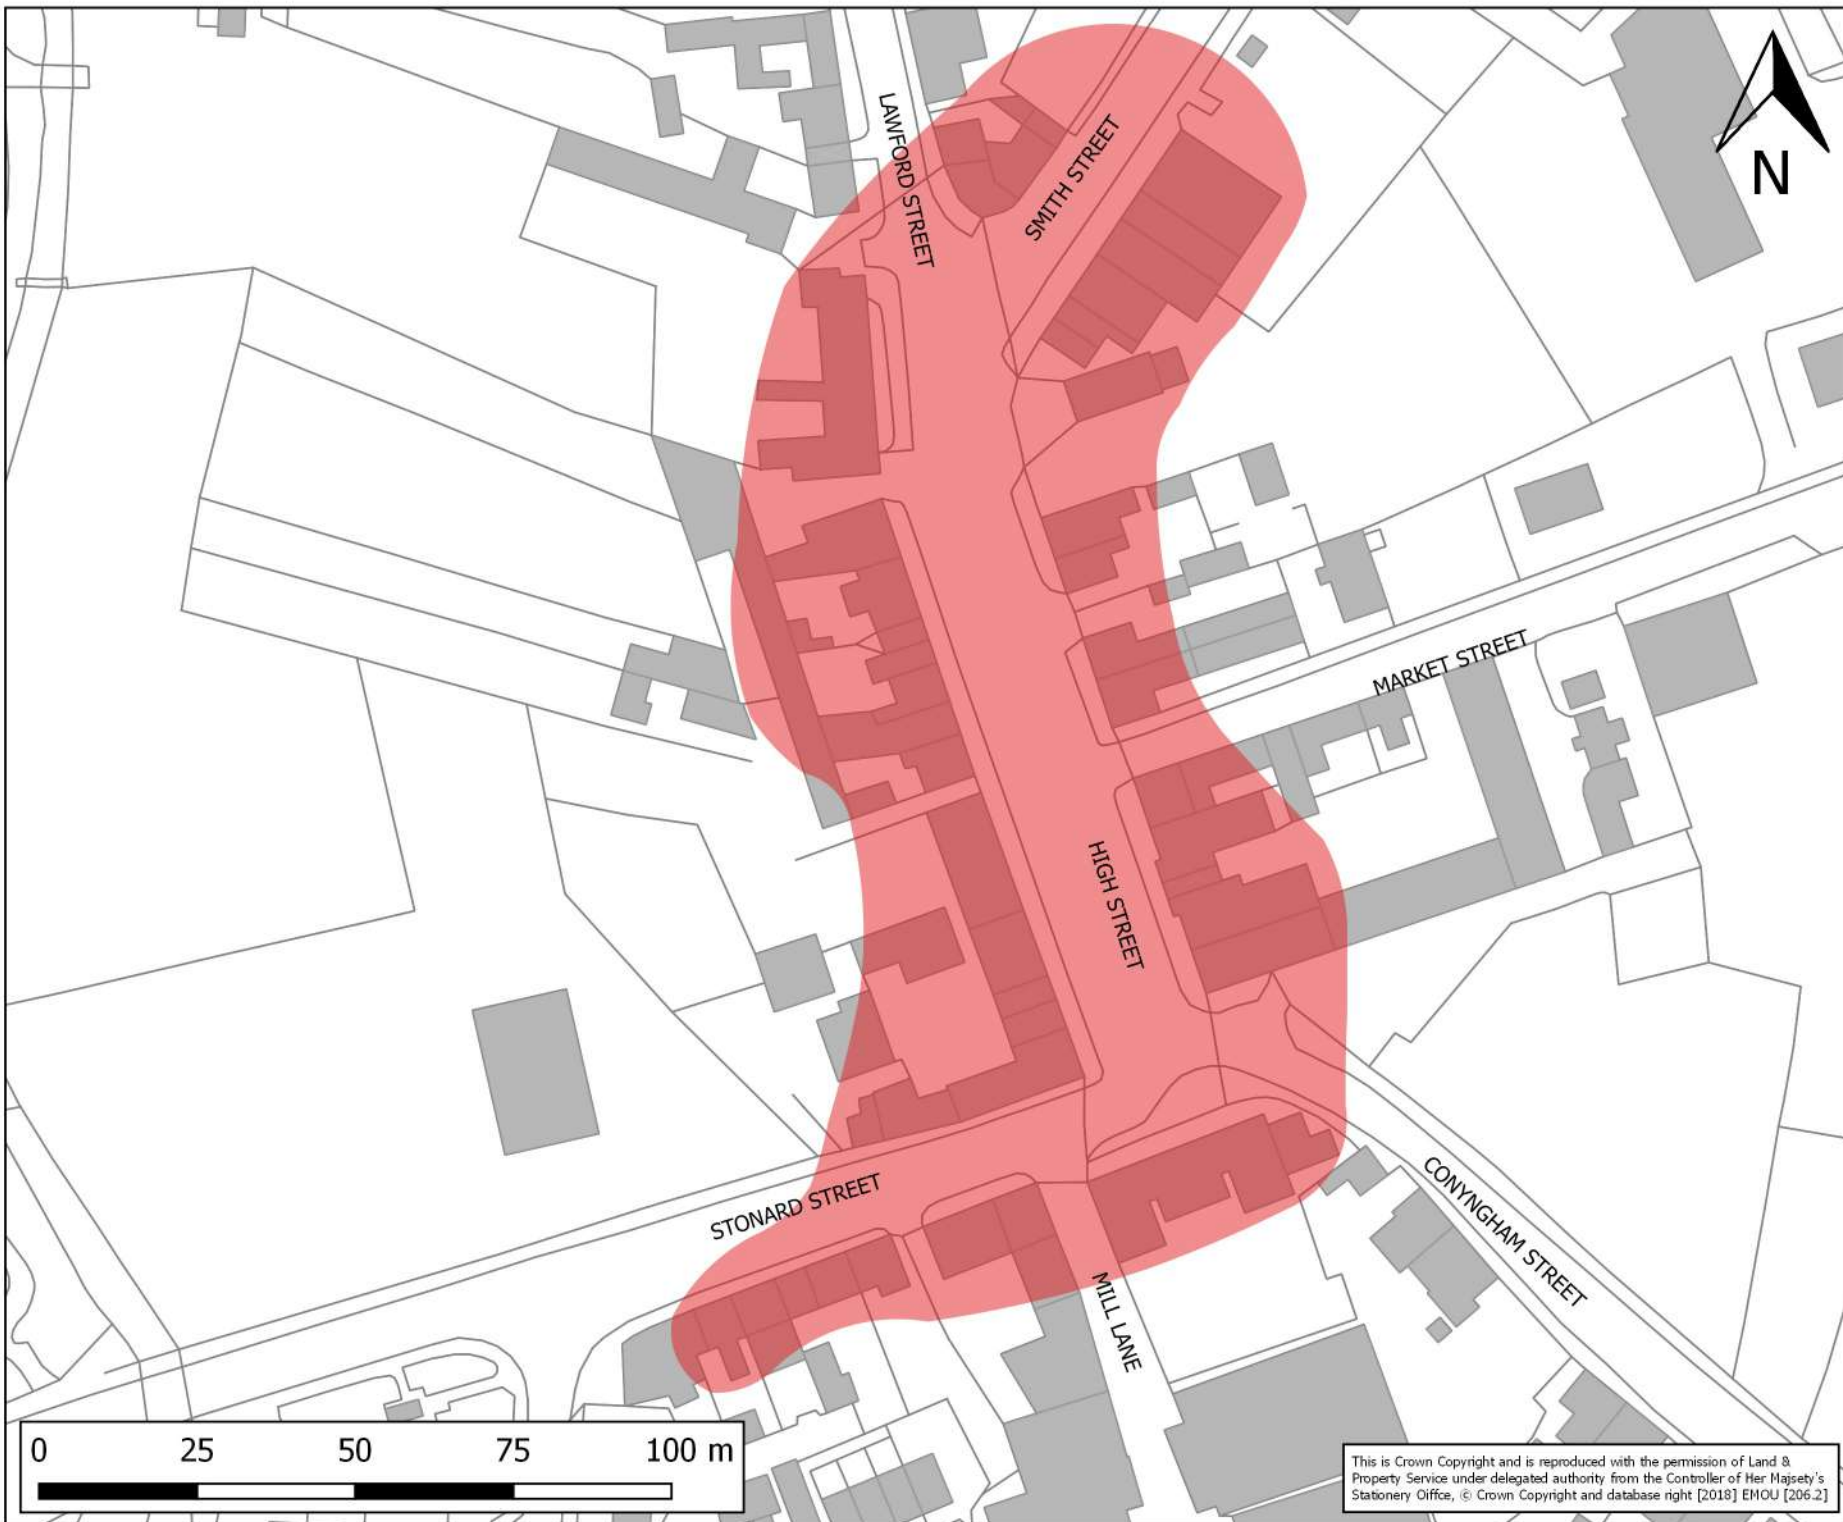 LAWFORD STREET
SMITH STREET
N
MARKET STREET
HIGH STREET
STONARD STREET
CONYNGHAM STREET
MILL LANE
0 25 50 75 100 m
This is Crown Copyright and is reproduced with the permission of Land &
Property Service under delegated authority from the Controller of Her Majsety's
Stationery Oiffce, © Crown Copyright and database right [2018] EMOU [206.2]